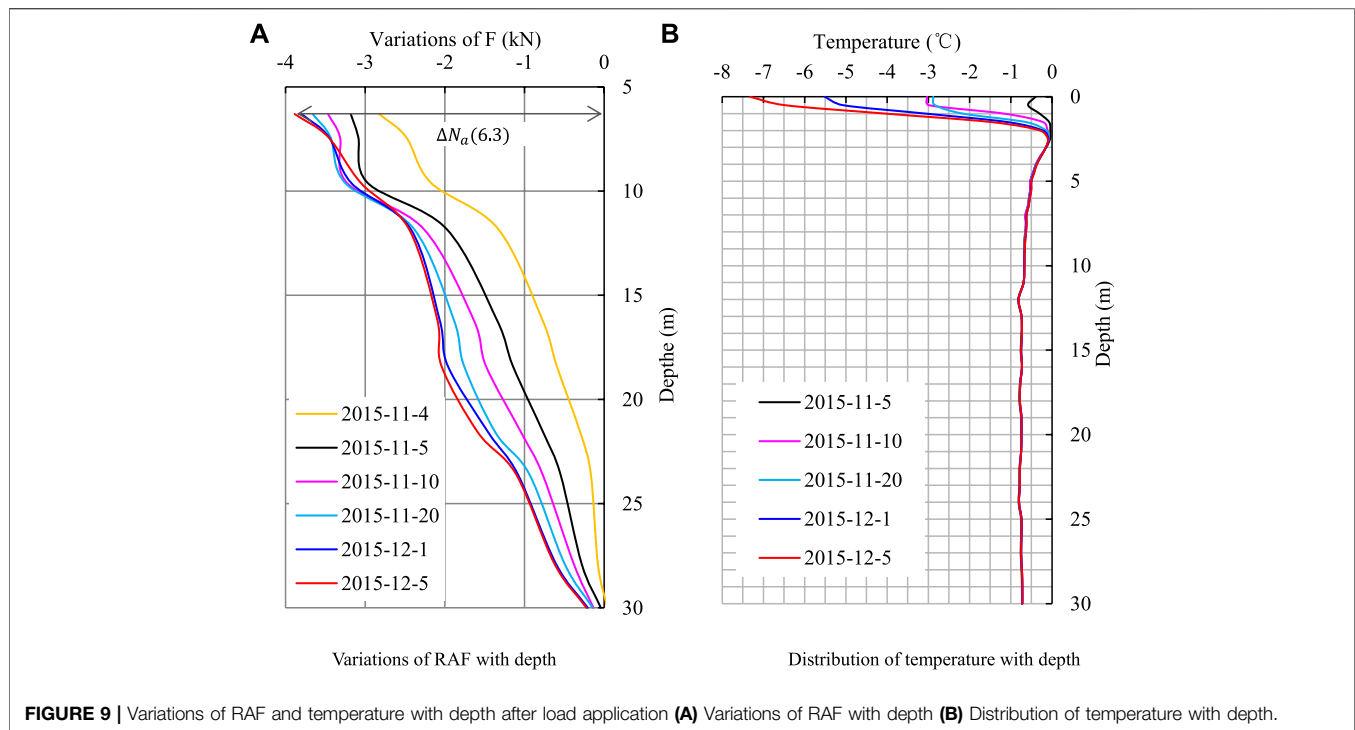 A
Variations of F (kN)
-4 -3 -2 -1 0
5
10
15
20
25
30
ΔNₐ(6.3)
Depthe (m)
2015-11-4
2015-11-5
2015-11-10
2015-11-20
2015-12-1
2015-12-5
Variations of RAF with depth
B
Temperature (℃)
-8 -7 -6 -5 -4 -3 -2 -1 0
0
5
10
15
20
25
30
Depth (m)
2015-11-5
2015-11-10
2015-11-20
2015-12-1
2015-12-5
Distribution of temperature with depth
FIGURE 9 | Variations of RAF and temperature with depth after load application (A) Variations of RAF with depth (B) Distribution of temperature with depth.